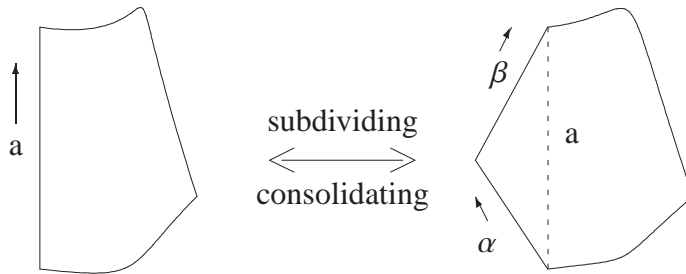 a
subdividing
consolidating
β
a
α